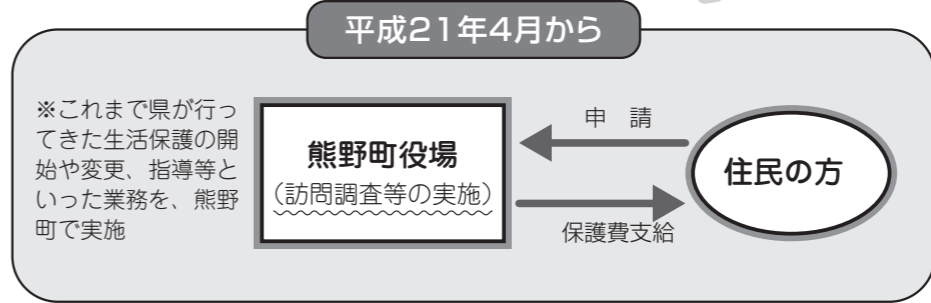 平成21年4月から
※これまで県が行っ
てきた生活保護の開
始や変更、指導等と
いった業務を、熊野
町で実施
熊野町役場
（訪問調査等の実施）
申　請
保護費支給
住民の方